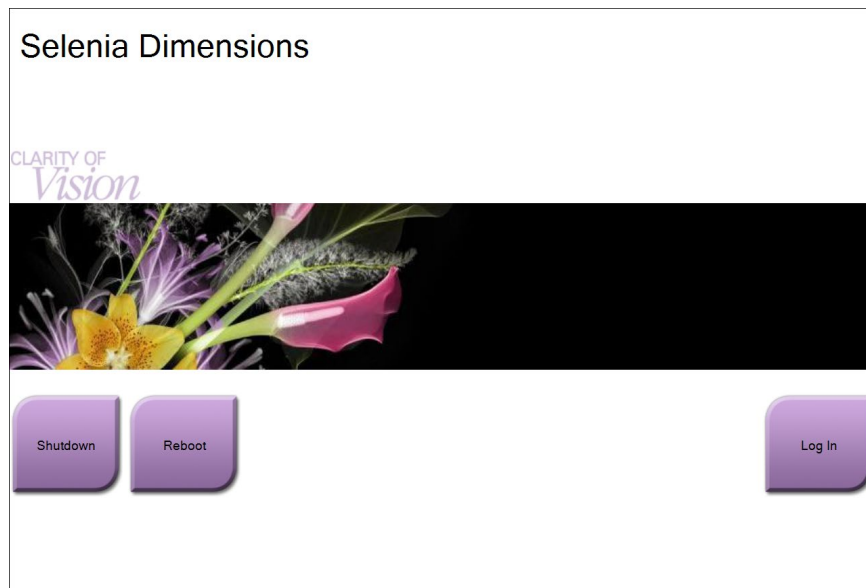 Selenia Dimensions
CLARITY OF
Vision
Shutdown
Reboot
Log In